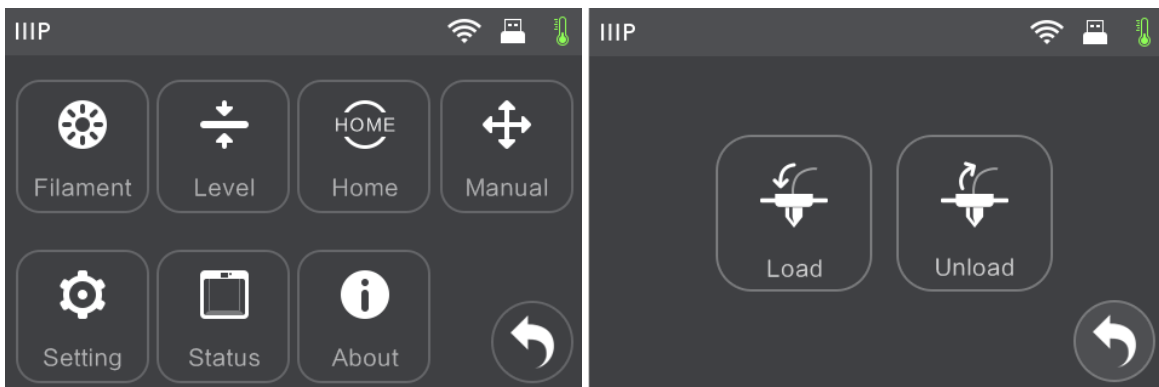 IIIP
HOME
Filament
Level
Home
Manual
Setting
Status
About
IIIP
Load
Unload